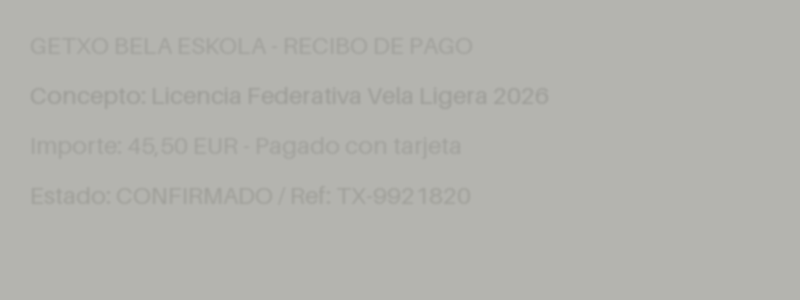 GETXO BELA ESKOLA - RECIBO DE PAGO
Concepto: Licencia Federativa Vela Ligera 2026
Importe: 45,50 EUR - Pagado con tarjeta
Estado: CONFIRMADO / Ref: TX-9921820